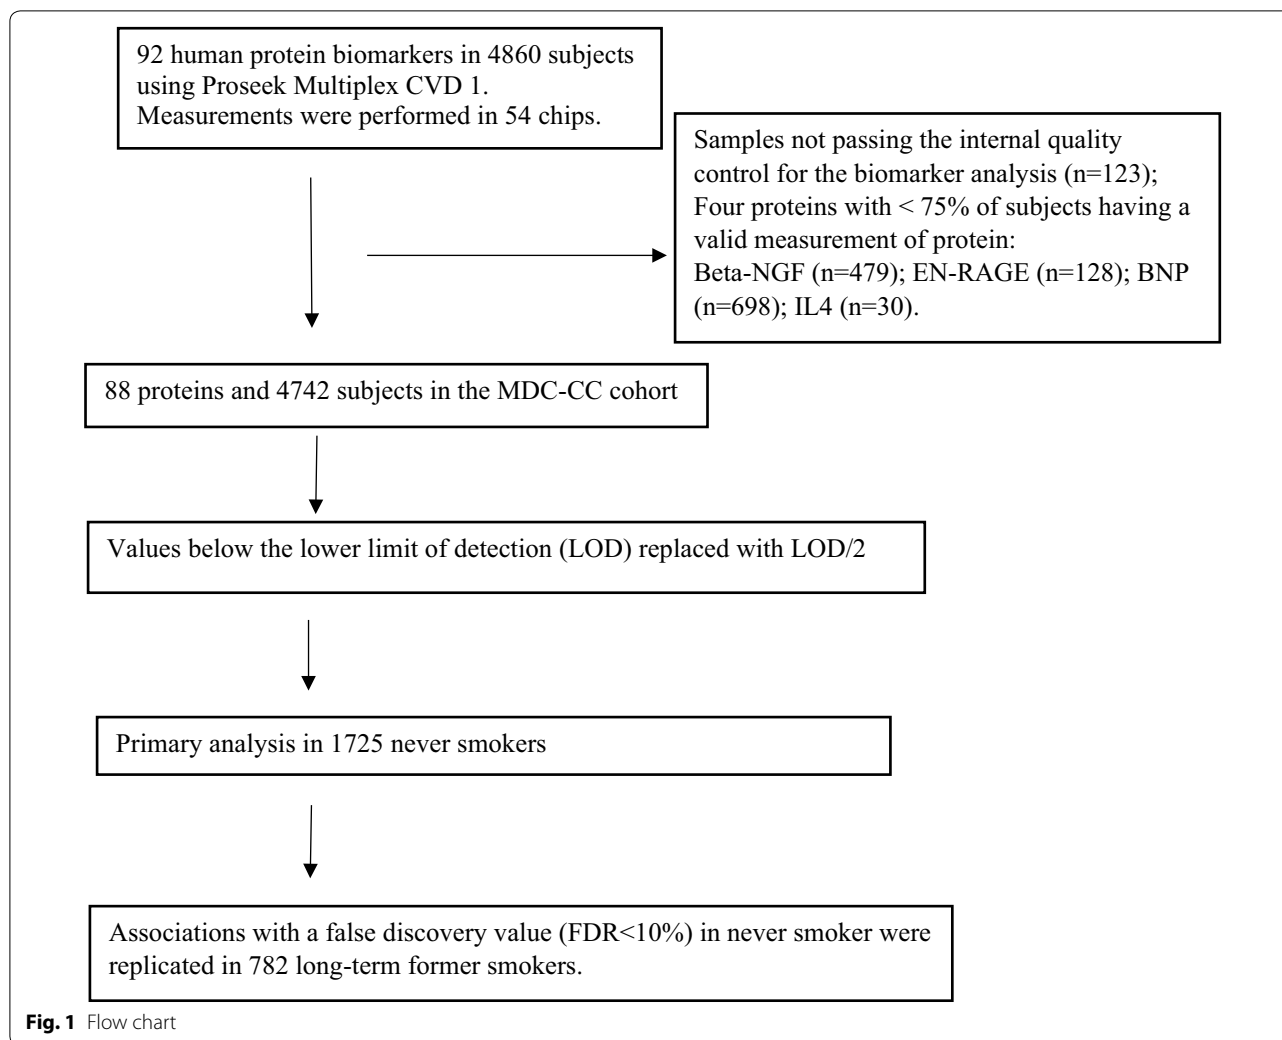 92 human protein biomarkers in 4860 subjects
using Proseek Multiplex CVD 1.
Measurements were performed in 54 chips.
Samples not passing the internal quality
control for the biomarker analysis (n=123);
Four proteins with < 75% of subjects having a
valid measurement of protein:
Beta-NGF (n=479); EN-RAGE (n=128); BNP
(n=698); IL4 (n=30).
88 proteins and 4742 subjects in the MDC-CC cohort
Values below the lower limit of detection (LOD) replaced with LOD/2
Primary analysis in 1725 never smokers
Associations with a false discovery value (FDR<10%) in never smoker were
replicated in 782 long-term former smokers.
Fig. 1 Flow chart